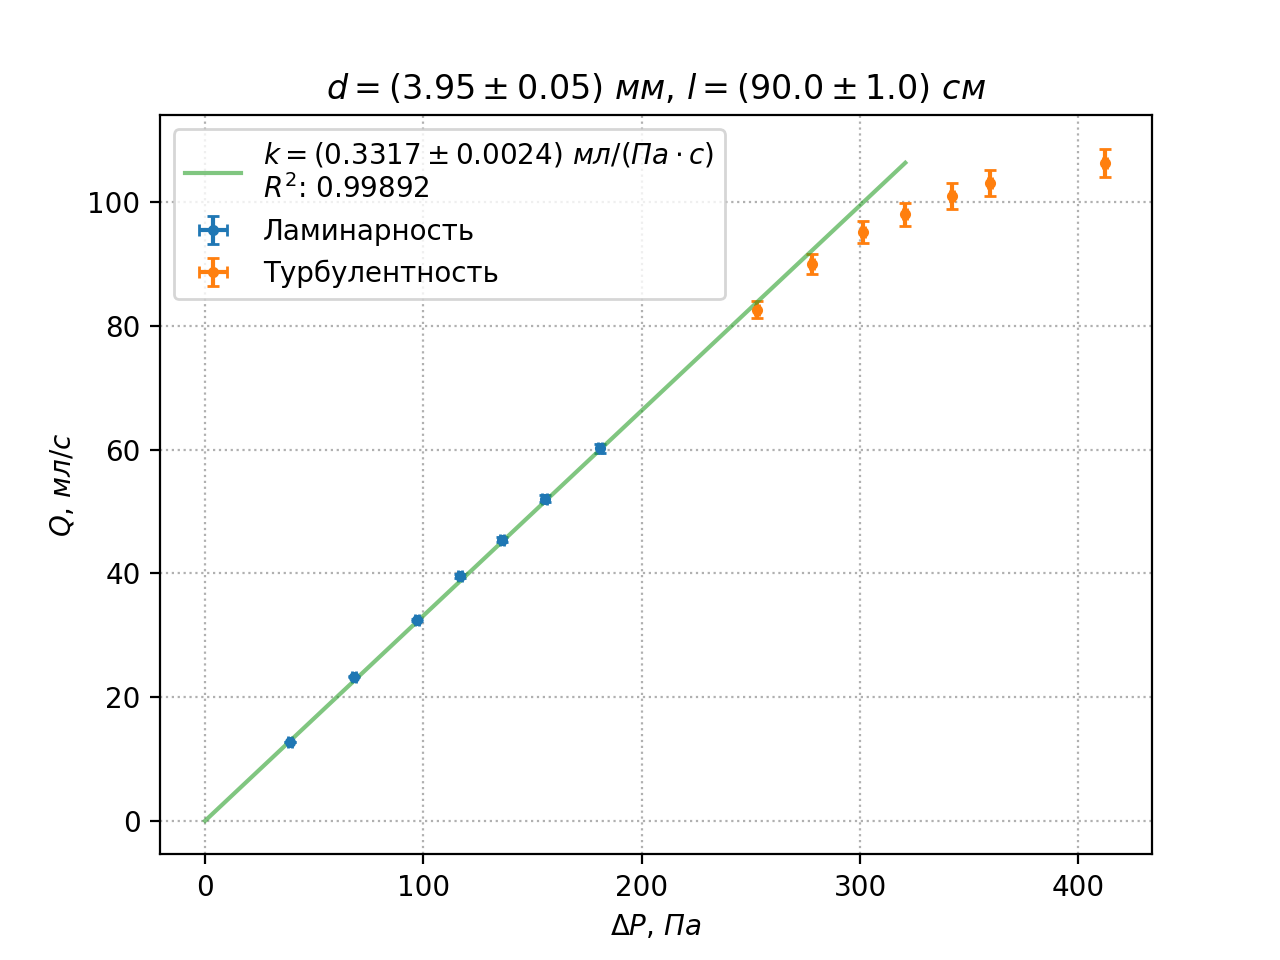 d = (3.95 ± 0.05) мм, l = (90.0 ± 1.0) см
k = (0.3317 ± 0.0024) мл/(Па · с)
R²: 0.99892
Ламинарность
Турбулентность
100
80
60
40
20
0
Q, мл/с
0 100 200 300 400
ΔP, Па